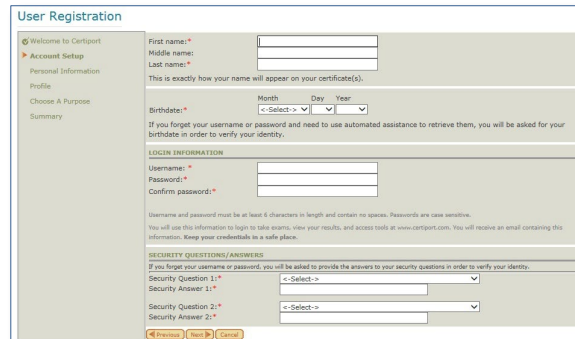 User Registration
Welcome to Certiport
Account Setup
Personal Information
Profile
Choose A Purpose
Summary
First name:*
Middle name:
Last name:*
This is exactly how your name will appear on your certificate(s).
Month Day Year
Birthdate:* <-Select->
If you forget your username or password and need to use automated assistance to retrieve them, you will be asked for your
birthdate in order to verify your identity.
LOGIN INFORMATION
Username: *
Password:*
Confirm password:*
Username and password must be at least 6 characters in length and contain no spaces. Passwords are case sensitive.
You will use this information to login to take exams, view your results, and access tools at www.certiport.com. You will receive an email containing this
information. Keep your credentials in a safe place.
SECURITY QUESTIONS/ANSWERS
If you forget your username or password, you will be asked to provide the answers to your security questions in order to verify your identity.
Security Question 1:* <-Select->
Security Answer 1:*
Security Question 2:* <-Select->
Security Answer 2:*
Previous Next Cancel